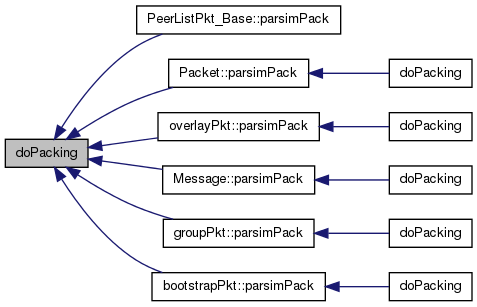 PeerListPkt_Base::parsimPack
Packet::parsimPack
doPacking
overlayPkt::parsimPack
doPacking
doPacking
Message::parsimPack
doPacking
groupPkt::parsimPack
doPacking
bootstrapPkt::parsimPack
doPacking